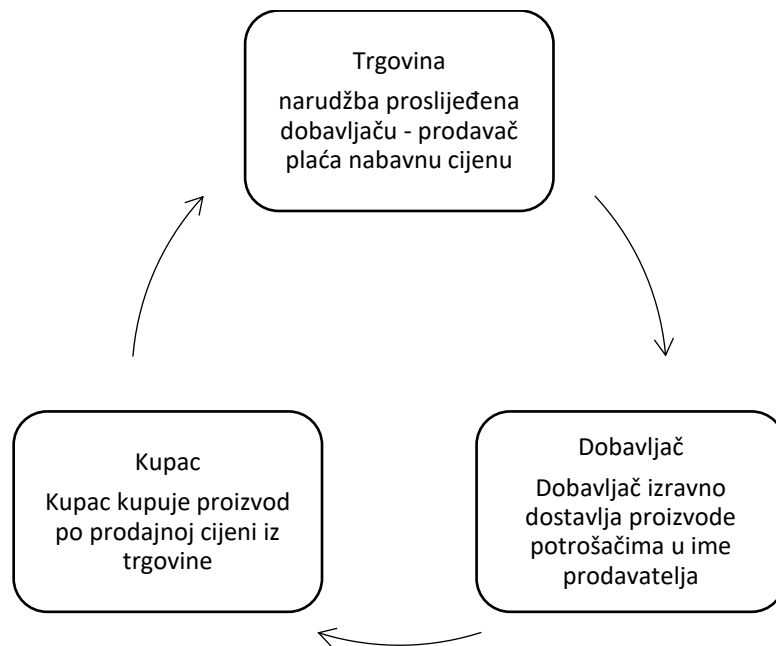 Trgovina
narudžba proslijeđena
dobavljaču - prodavač
plaća nabavnu cijenu
Kupac
Kupac kupuje proizvod
po prodajnoj cijeni iz
trgovine
Dobavljač
Dobavljač izravno
dostavlja proizvode
potrošačima u ime
prodavatelja